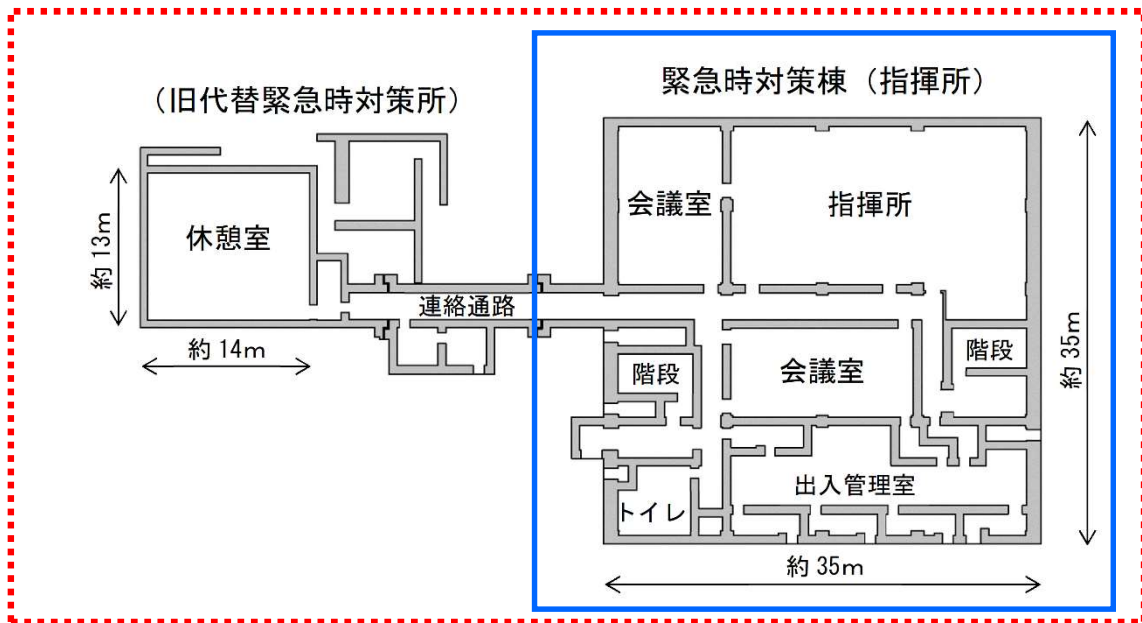 (旧代替緊急時対策所)
緊急時対策棟(指揮所)
休憩室
約13m
約14m
連絡通路
会議室
指揮所
階段
会議室
階段
約35m
出入管理室
トイレ
約35m